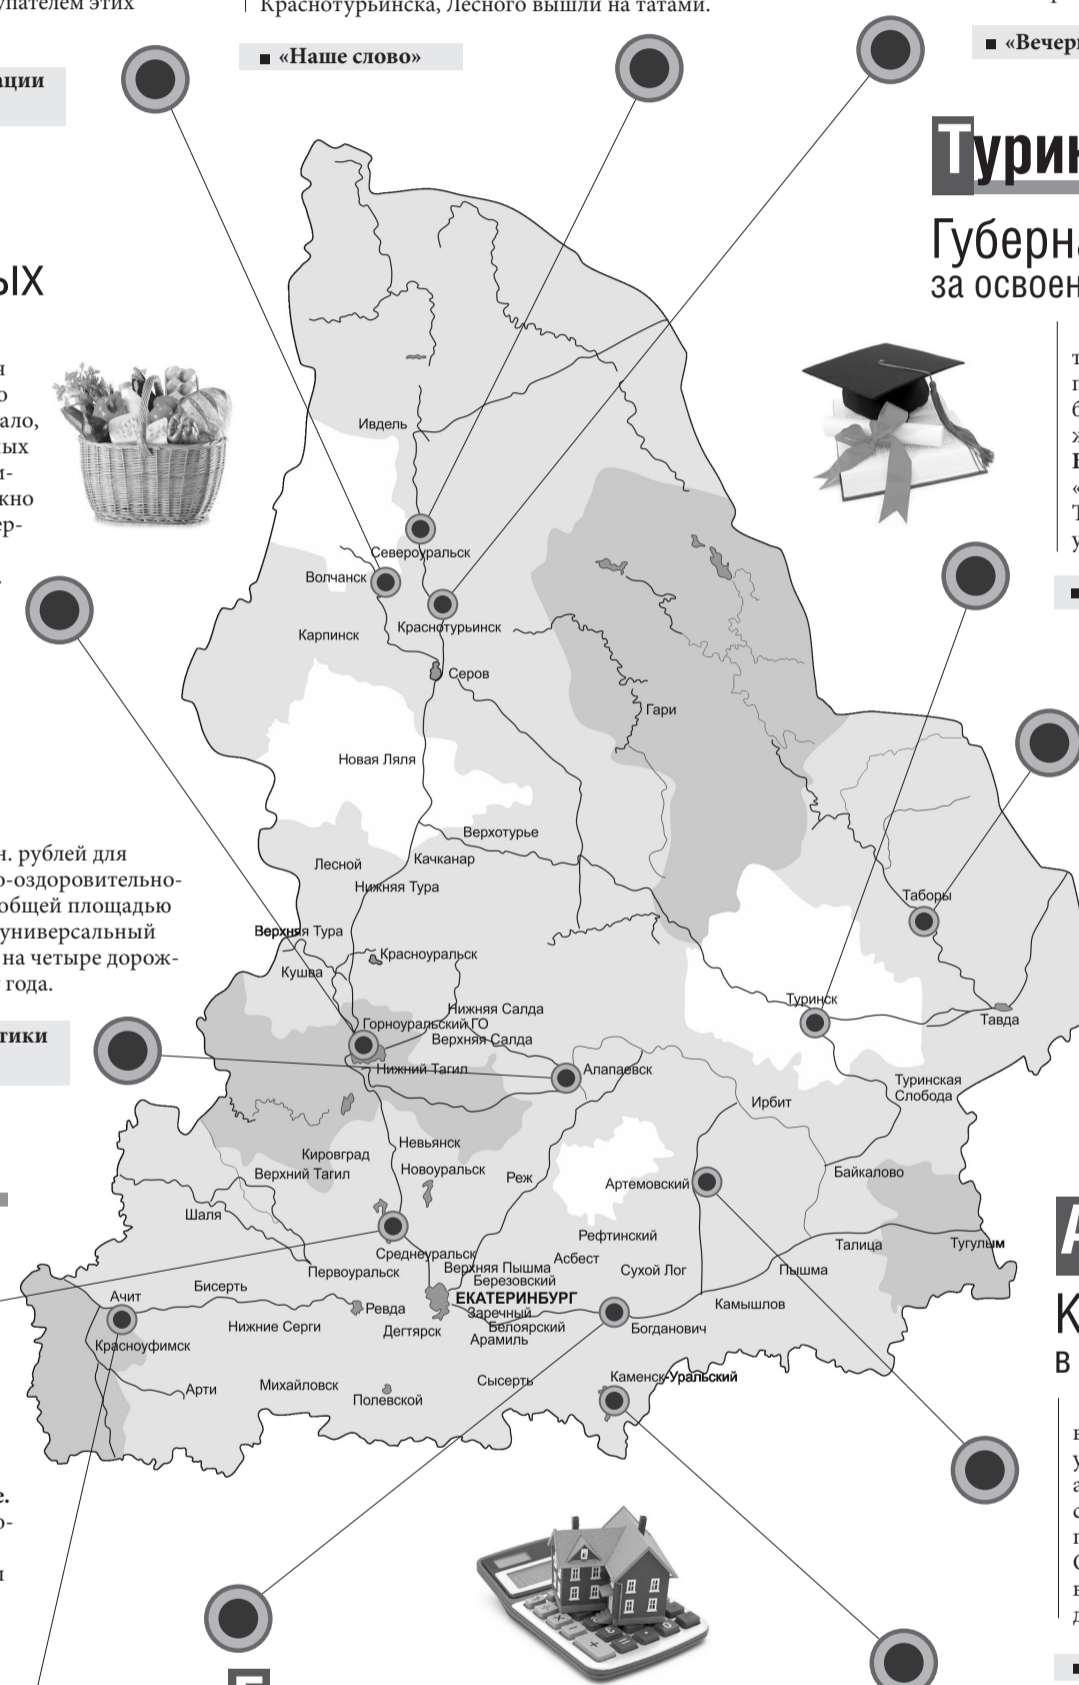 упателем этих
Краснотурьинска, Лесного вышли на татами.
■ «Наше слово»
■ «Вечер
ации
Турин
Губерна
за освоен
ых
я
о
ало,
ных
и-
жно
ер-
.
т
п
б
ж
«
Т
у
Ивдель
Североуральск
Волчанск
Краснотурьинск
Карпинск
Серов
Гари
Новая Ляля
Верхотурье
Качканар
Лесной
Нижняя Тура
н. рублей для
о-оздоровительно-
общей площадью
универсальный
на четыре дорож-
года.
тики
Таборы
Верхняя Тура
Красноуральск
Кушва
Туринск
Нижняя Салда
Тавда
Горноуральский ГО
Верхняя Салда
Нижний Тагил
Алапаевск
Туринская
Слобода
Ирбит
Невьянск
Кировград
Новоуральск
Верхний Тагил
Реж
Байкалово
Артемовский
Шаля
Рефтинский
Талица
Тугулым
Среднеуральск
Асбест
Верхняя Пышма
Первоуральск
Сухой Лог
Пышма
Березовский
Бисерть
Ачит
ЕКАТЕРИНБУРГ
Ревда
Заречный
Камышлов
Нижние Серги
Дегтярск
Белоярский
Богданович
Арамиль
Красноуфимск
Каменск-Уральский
Сысерть
Михайловск
Арти
Полевской
А
К
в
е.
о-